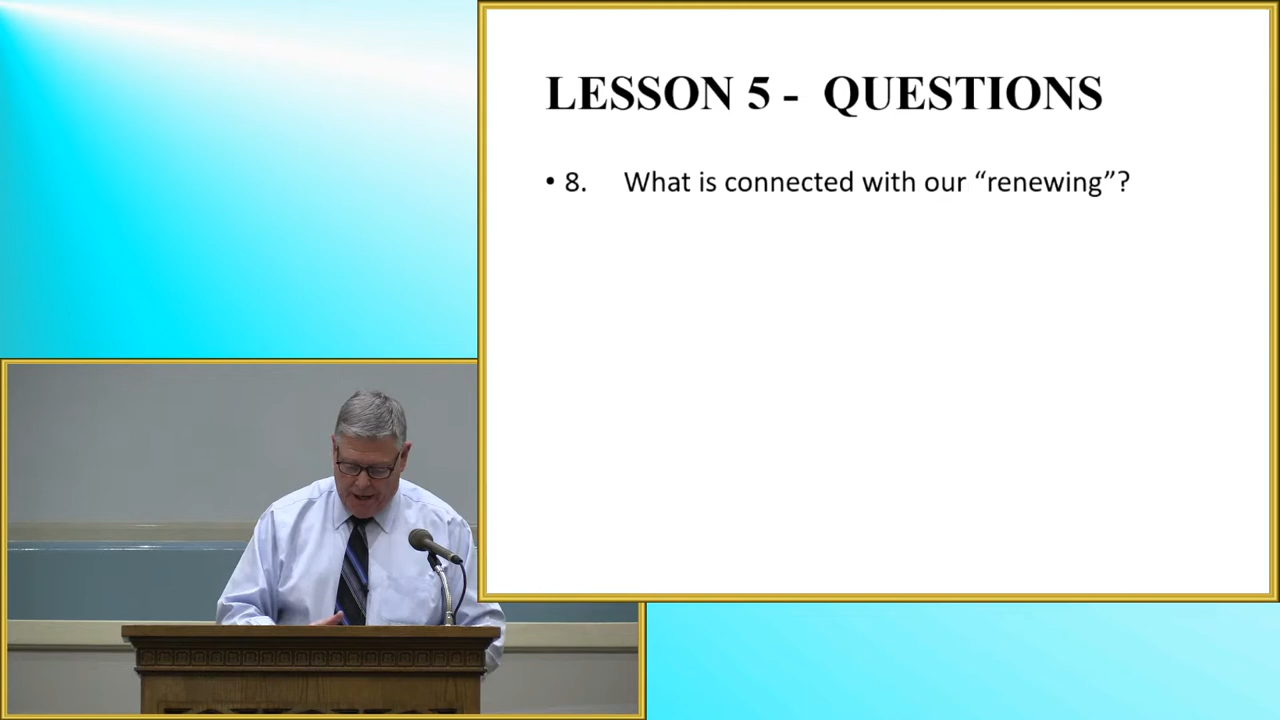 LESSON 5 - QUESTIONS
• 8. What is connected with our “renewing”?